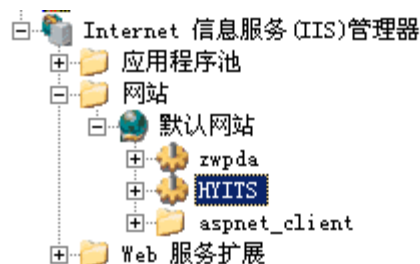 Internet 信息服务(IIS)管理器
应用程序池
网站
默认网站
zwpda
HYITS
aspnet_client
Web 服务扩展